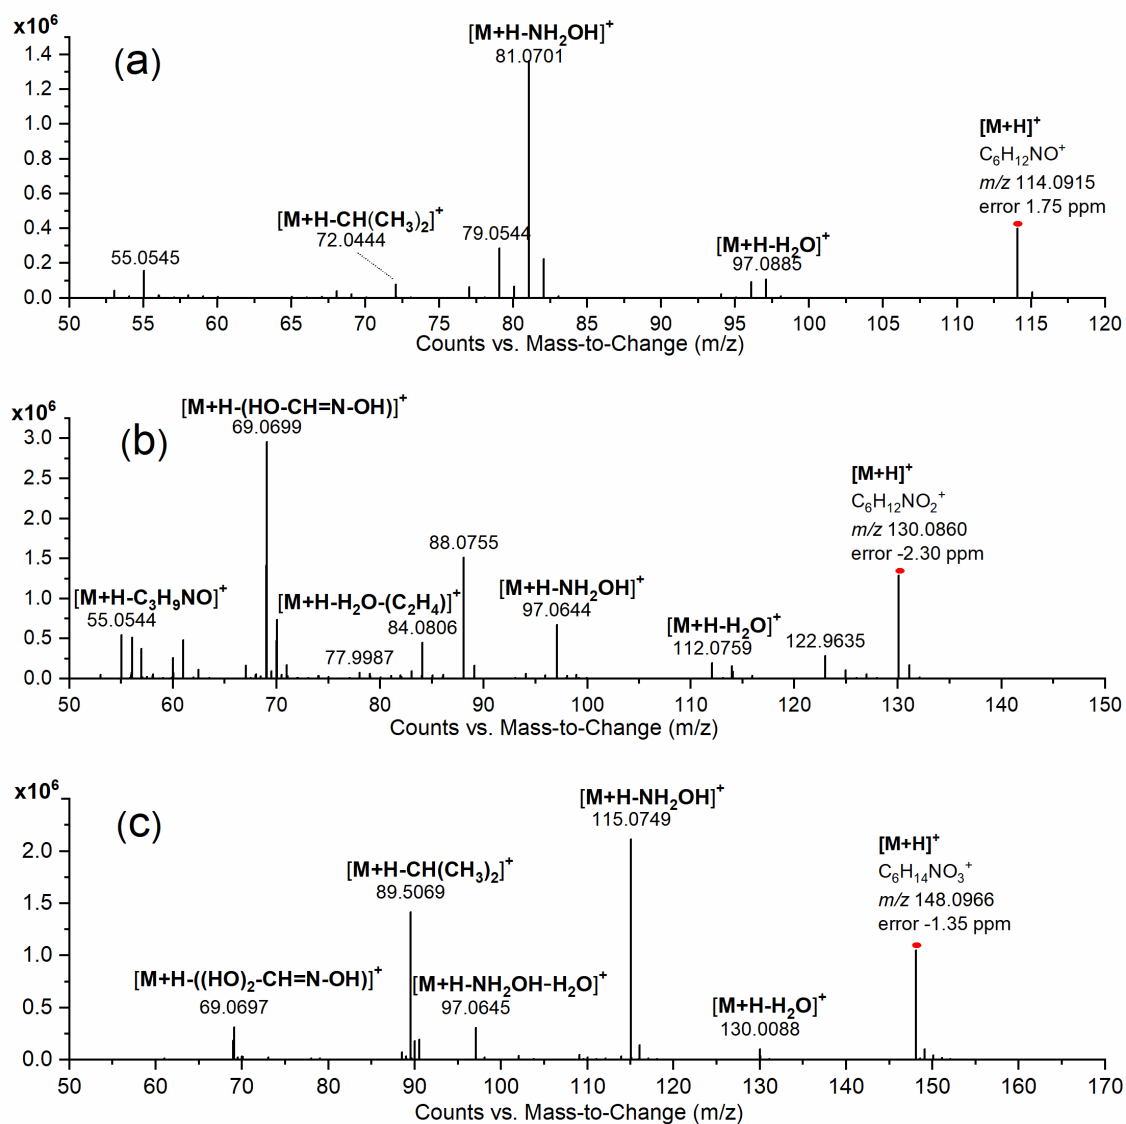 x10⁶
(a)
[M+H-NH₂OH]⁺
81.0701
[M+H]⁺
C₆H₁₂NO⁺
m/z 114.0915
error 1.75 ppm
[M+H-CH(CH₃)₂]⁺
72.0444
79.0544
[M+H-H₂O]⁺
97.0885
55.0545
1.4
1.2
1.0
0.8
0.6
0.4
0.2
0.0
50 55 60 65 70 75 80 85 90 95 100 105 110 115 120
Counts vs. Mass-to-Change (m/z)
x10⁶
(b)
[M+H-(HO-CH=N-OH)]⁺
69.0699
[M+H]⁺
C₆H₁₂NO₂⁺
m/z 130.0860
error -2.30 ppm
88.0755
[M+H-C₃H₉NO]⁺
55.0544
[M+H-H₂O-(C₂H₄)]⁺
84.0806
[M+H-NH₂OH]⁺
97.0644
[M+H-H₂O]⁺
112.0759
77.9987
122.9635
3.0
2.5
2.0
1.5
1.0
0.5
0.0
50 60 70 80 90 100 110 120 130 140 150
Counts vs. Mass-to-Change (m/z)
x10⁶
(c)
[M+H-NH₂OH]⁺
115.0749
[M+H]⁺
C₆H₁₄NO₃⁺
m/z 148.0966
error -1.35 ppm
[M+H-CH(CH₃)₂]⁺
89.5069
[M+H-((HO)₂-CH=N-OH)]⁺
69.0697
[M+H-NH₂OH-H₂O]⁺
97.0645
[M+H-H₂O]⁺
130.0088
2.0
1.5
1.0
0.5
0.0
50 60 70 80 90 100 110 120 130 140 150 160 170
Counts vs. Mass-to-Change (m/z)